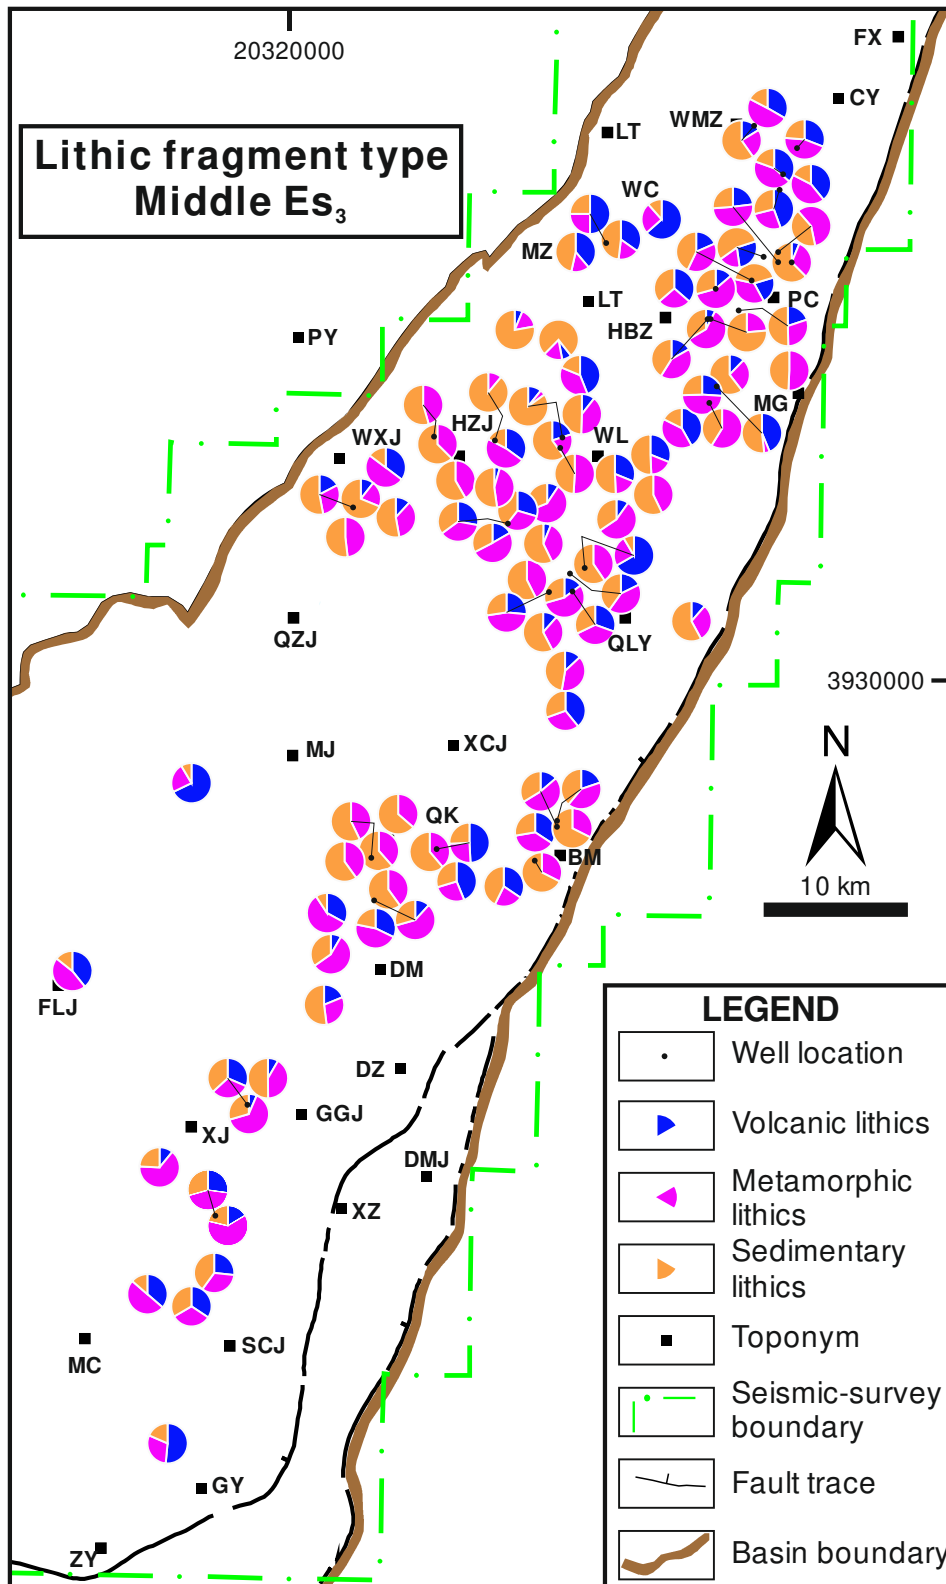 20320000
FX
CY
WMZ
LT
Lithic fragment type
Middle Es₃
WC
MZ
LT
PC
HBZ
PY
MG
HZJ
WXJ
WL
QZJ
QLY
3930000
MJ
XCJ
N
QK
BM
10 km
DM
FLJ
LEGEND
Well location
DZ
GGJ
XJ
Volcanic lithics
DMJ
Metamorphic
lithics
XZ
Sedimentary
lithics
Toponym
SCJ
MC
Seismic-survey
boundary
GY
Fault trace
ZY
Basin boundary